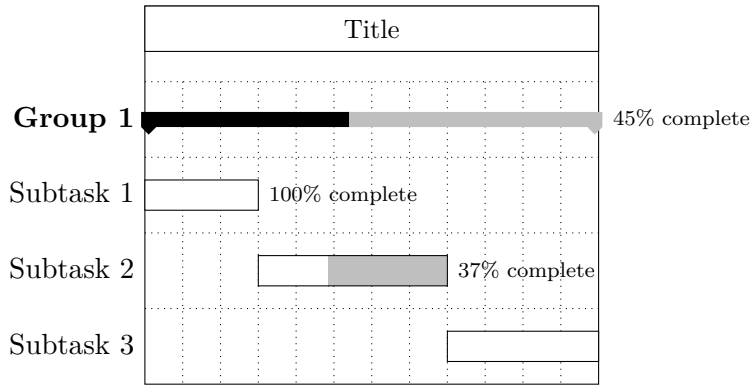 Title
Group 1 45% complete
Subtask 1 100% complete
Subtask 2 37% complete
Subtask 3